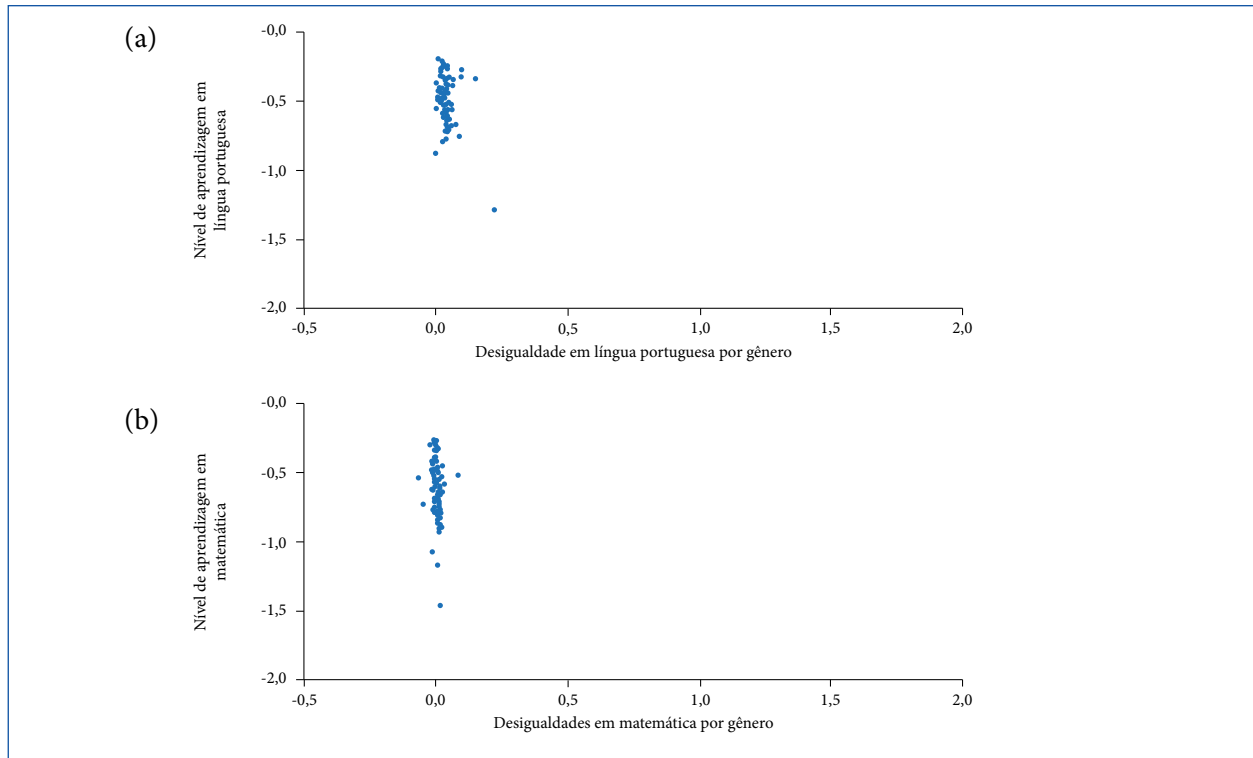 (a)
-0,0
-0,5
-1,0
-1,5
-2,0
Nível de aprendizagem em
língua portuguesa
-0,5 0,0 0,5 1,0 1,5 2,0
Desigualdade em língua portuguesa por gênero
(b)
-0,0
-0,5
-1,0
-1,5
-2,0
Nível de aprendizagem em
matemática
-0,5 0,0 0,5 1,0 1,5 2,0
Desigualdades em matemática por gênero